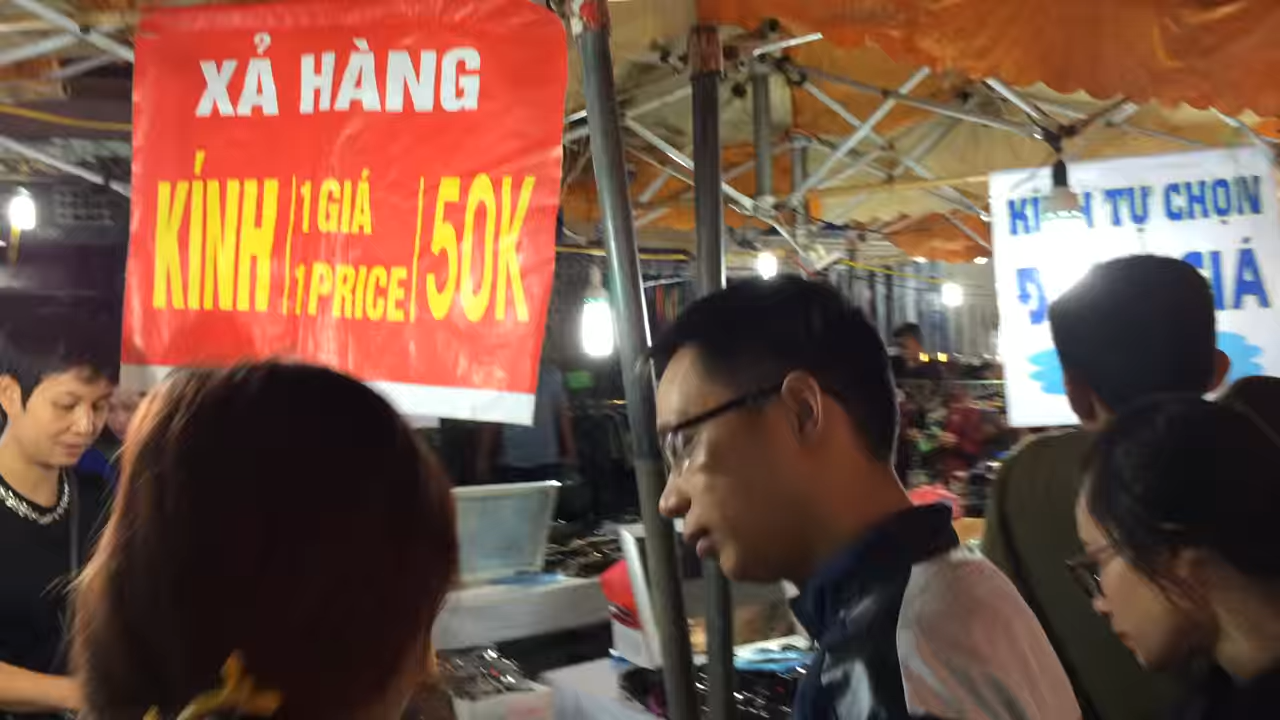 XẢ HÀNG
KÍNH 1 GIÁ 50K
1 PRICE
KÍNH TỰ CHỌN
GIÁ